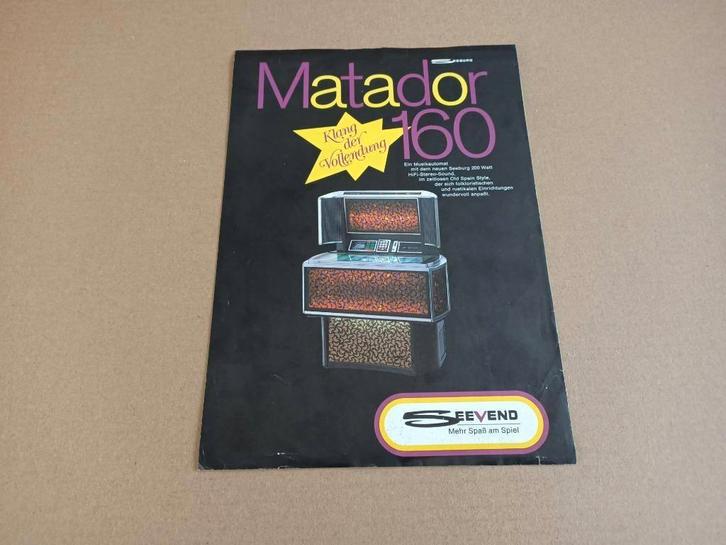 SEEBURG
Matador
160
Klang
der
Vollendung
Ein Musikautomat
mit dem neuen Seeburg 200 Watt
HiFi-Stereo-Sound,
im zeitlosen Old Spain Style,
der sich folkloristischen
und rustikalen Einrichtungen
wundervoll anpaßt.
SEEVEND
Mehr Spaß am Spiel